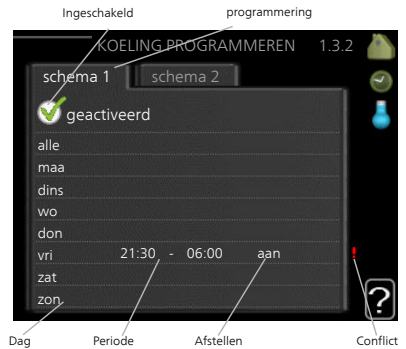 Ingeschakeld programmering
KOELING PROGRAMMEREN 1.3.2
schema 1 schema 2
geactiveerd
alle
maa
dins
wo
don
vri 21:30 - 06:00 aan !
zat
zon
?
Dag Periode Afstellen Conflict